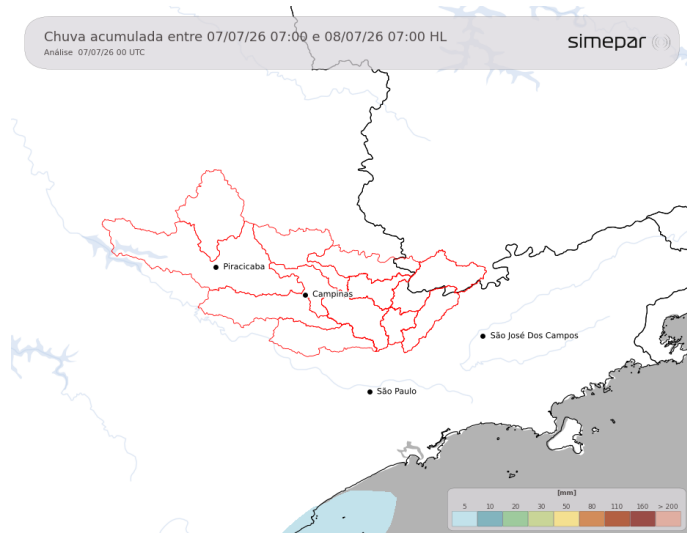 Chuva acumulada entre 07/07/26 07:00 e 08/07/26 07:00 HL
Análise 07/07/26 00 UTC
simepar
Piracicaba
Campinas
São José Dos Campos
São Paulo
[mm]
5 10 20 30 50 80 110 160 > 200